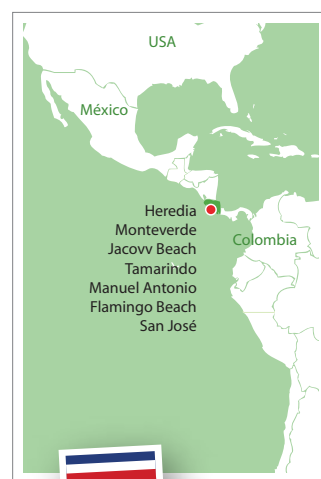 USA
México
Heredia
Monteverde
Jacovv Beach
Colombia
Tamarindo
Manuel Antonio
Flamingo Beach
San José